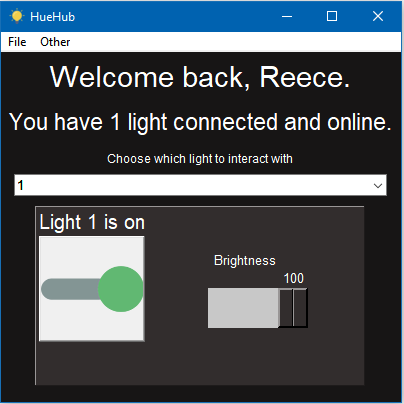 HueHub
File Other
Welcome back, Reece.
You have 1 light connected and online.
Choose which light to interact with
1
Light 1 is on
Brightness
100